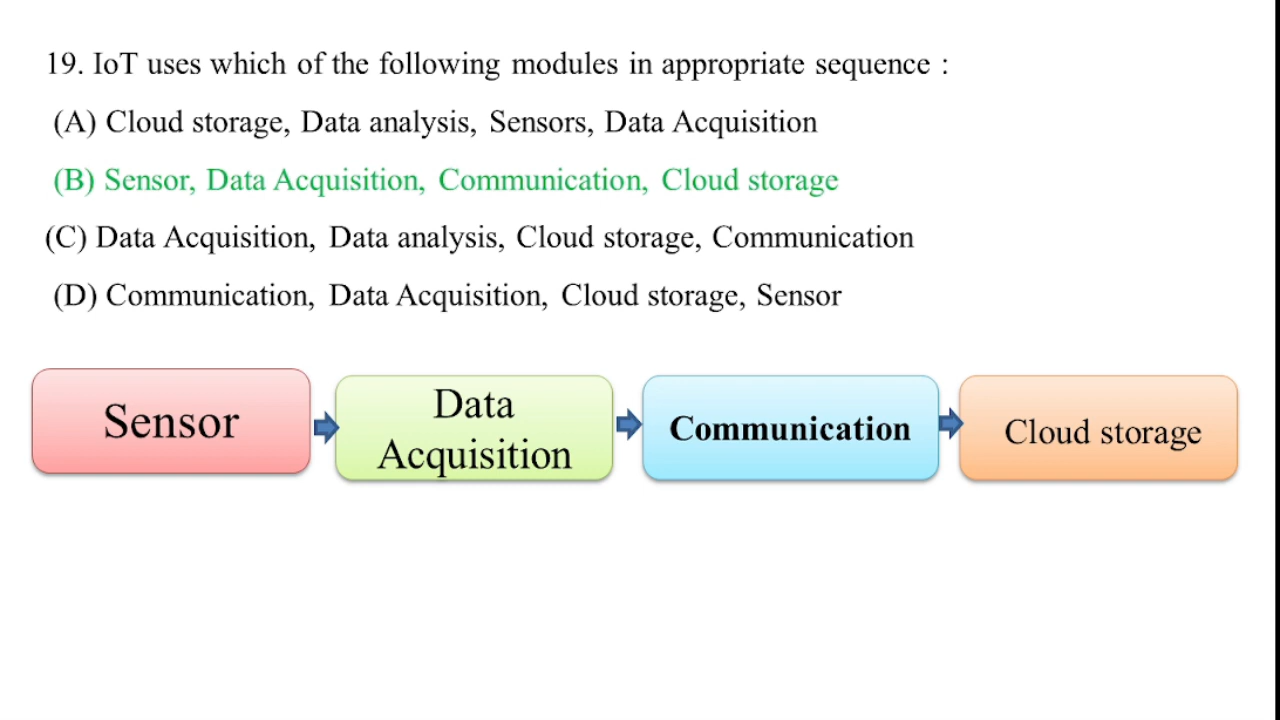 19. IoT uses which of the following modules in appropriate sequence :
(A) Cloud storage, Data analysis, Sensors, Data Acquisition
(B) Sensor, Data Acquisition, Communication, Cloud storage
(C) Data Acquisition, Data analysis, Cloud storage, Communication
(D) Communication, Data Acquisition, Cloud storage, Sensor
Sensor
Data
Acquisition
Communication
Cloud storage